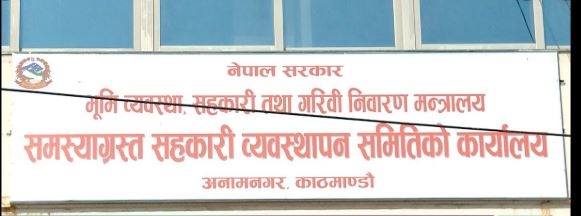 नेपाल सरकार
भूमि व्यवस्था, सहकारी तथा गरिवी निवारण मन्त्रालय
समस्याग्रस्त सहकारी व्यवस्थापन समितिको कार्यालय
अनामनगर, काठमाण्डौ